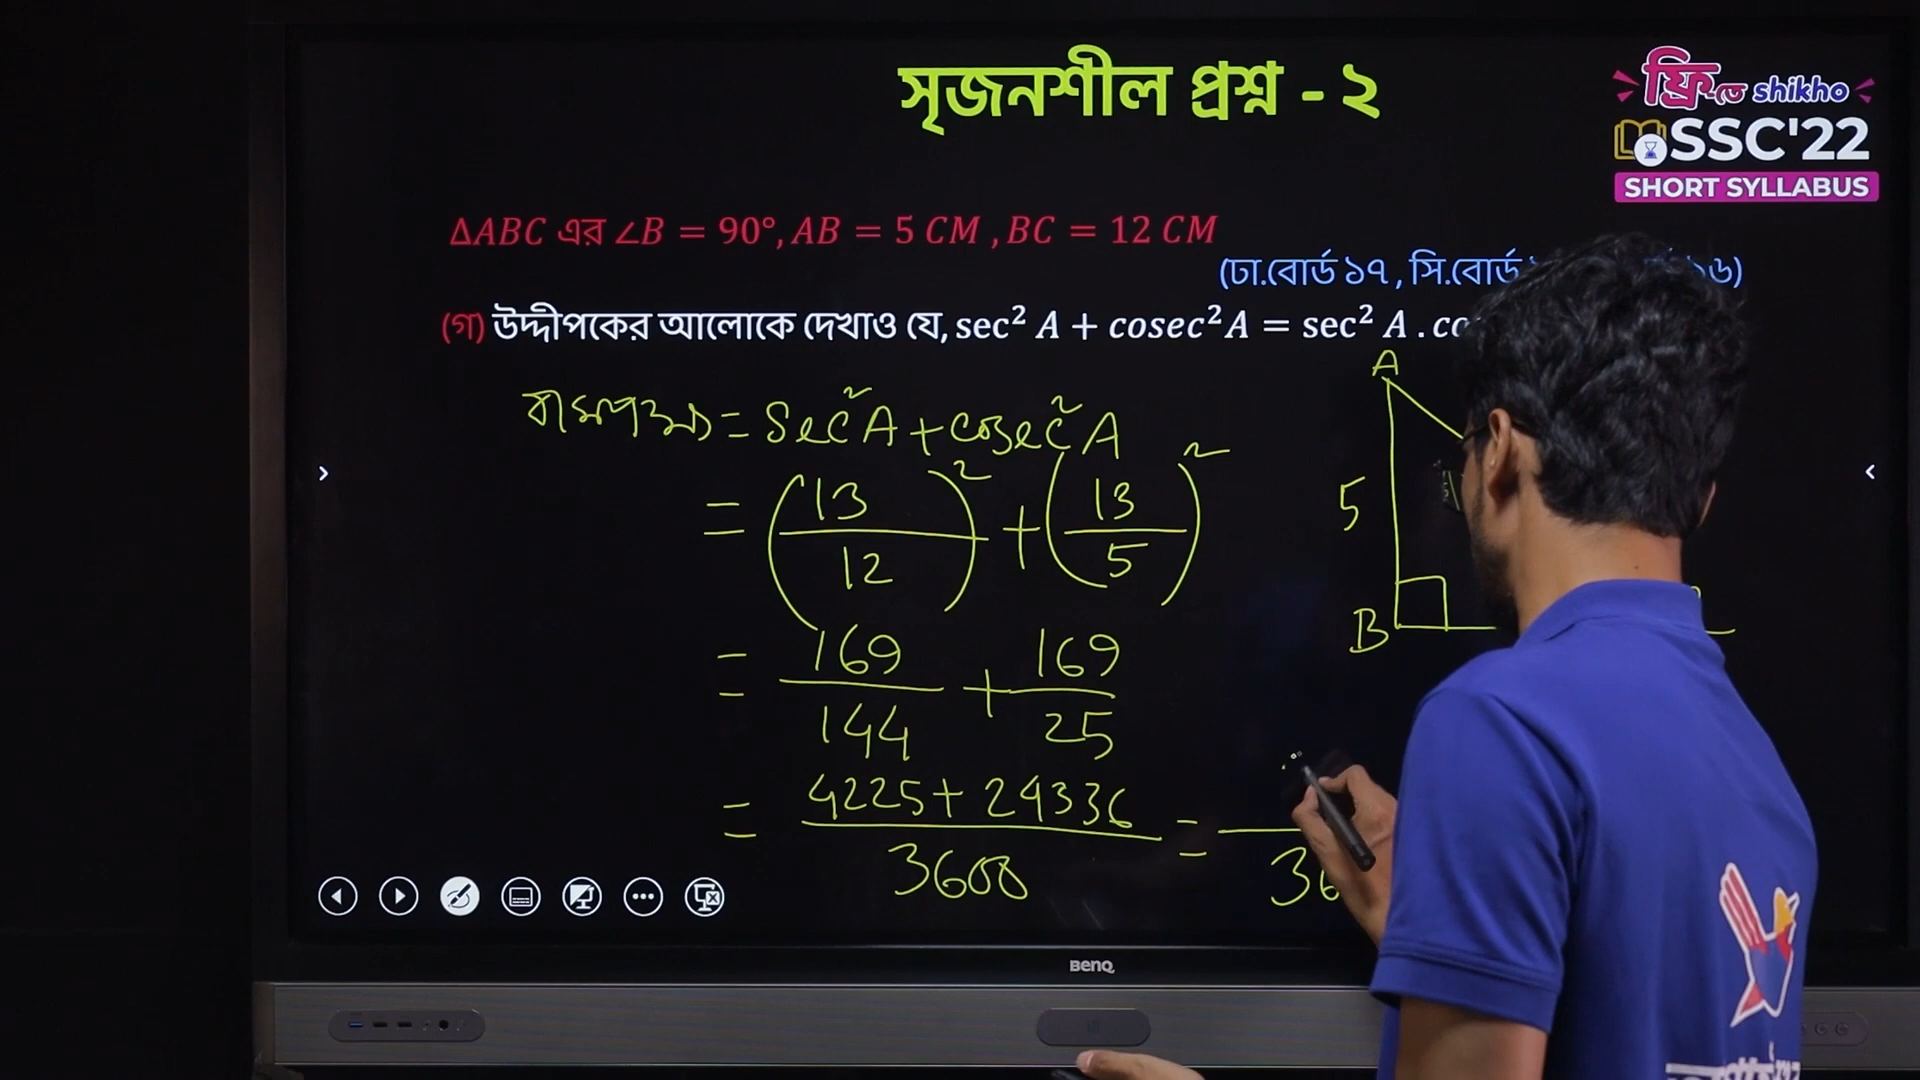 সৃজনশীল প্রশ্ন - ২
ফ্রি-তে shikho
SSC'22
SHORT SYLLABUS
ΔABC এর ∠B = 90°, AB = 5 CM , BC = 12 CM
(ঢা.বোর্ড ১৭ , সি.বোর্ড ১৬)
(গ) উদ্দীপকের আলোকে দেখাও যে, sec² A + cosec²A = sec² A . co
A
বামপক্ষ = Sec²A + cosec²A
= (13/12)² + (13/5)²
5
B
= 169/144 + 169/25
= (4225 + 24336)/3600 = /36
BenQ